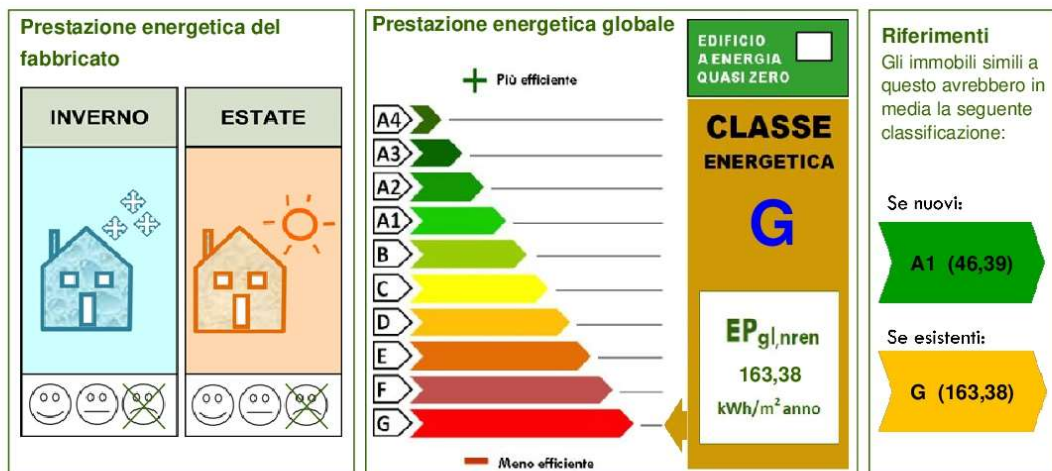 Prestazione energetica del
fabbricato
INVERNO
ESTATE
Prestazione energetica globale
Più efficiente
A4
A3
A2
A1
B
C
D
E
F
G
Meno efficiente
EDIFICIO
A ENERGIA
QUASI ZERO
CLASSE
ENERGETICA
G
EPgl,nren
163,38
kWh/m² anno
Riferimenti
Gli immobili simili a
questo avrebbero in
media la seguente
classificazione:
Se nuovi:
A1 (46,39)
Se esistenti:
G (163,38)